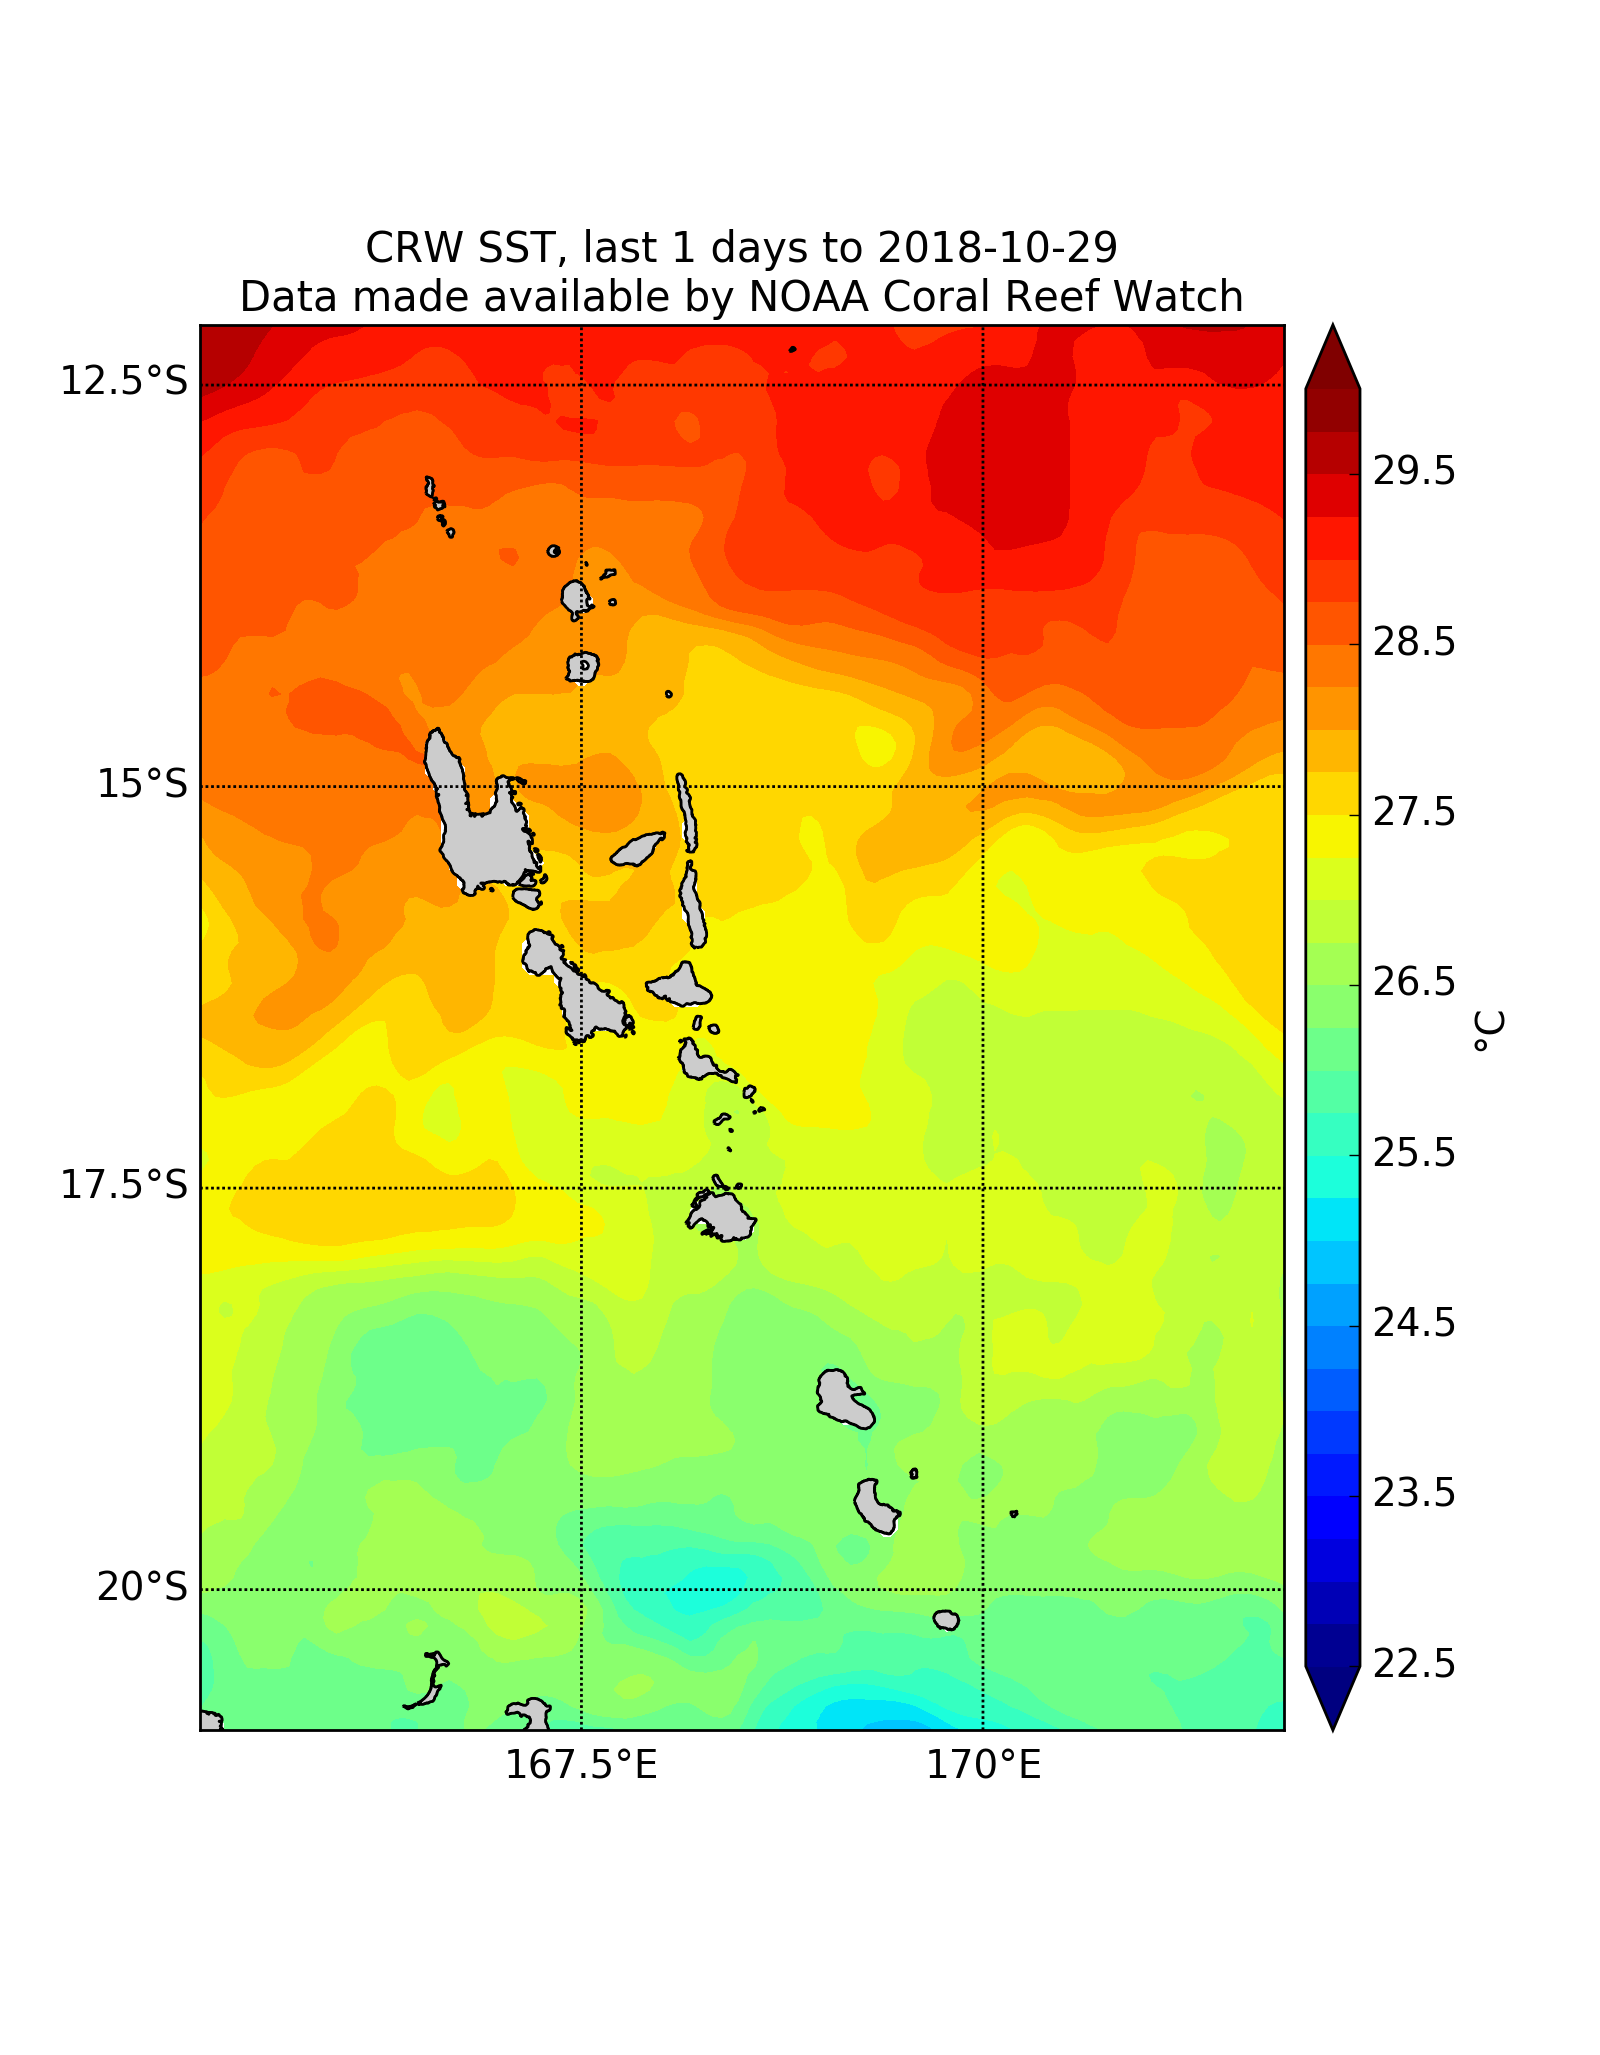 CRW SST, last 1 days to 2018-10-29
Data made available by NOAA Coral Reef Watch
12.5°S
15°S
17.5°S
20°S
167.5°E
170°E
29.5
28.5
27.5
26.5
25.5
24.5
23.5
22.5
°C